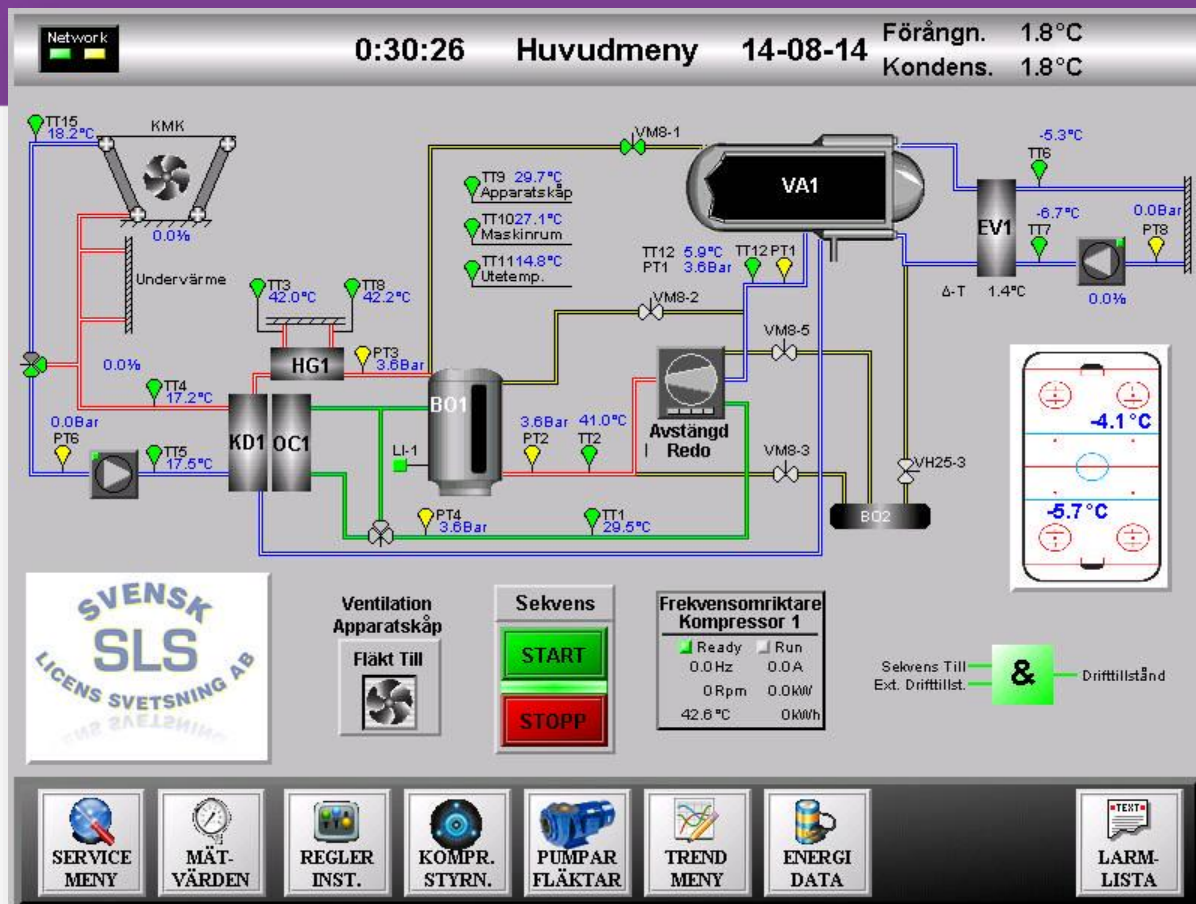 Network
0:30:26 Huvudmeny 14-08-14
Förångn. 1.8°C
Kondens. 1.8°C
TT15
18.2°C
KMK
0.0%
Undervärme
TT3
42.0°C
TT8
42.2°C
HG1
PT3
3.6Bar
0.0%
TT4
17.2°C
0.0Bar
PT6
TT5
17.5°C
KD1
OC1
BO1
LI-1
PT4
3.6Bar
TT1
29.5°C
3.6Bar
PT2
41.0°C
TT2
VM8-1
TT9 29.7°C
Apparatskåp
TT10 27.1°C
Maskinrum
TT11 14.8°C
Utetemp.
VA1
TT12 5.9°C
PT1 3.6Bar
TT12 PT1
VM8-2
VM8-5
Avstängd
Redo
VM8-3
VH25-3
BO2
-5.3°C
TT6
EV1
-6.7°C
TT7
0.0Bar
PT8
Δ-T 1.4°C
0.0%
-4.1°C
-5.7°C
SVENSK
SLS
LICENS SVETSNING AB
Ventilation
Apparatskåp
Fläkt Till
Sekvens
START
STOPP
Frekvensomriktare
Kompressor 1
Ready Run
0.0Hz 0.0A
0Rpm 0.0kW
42.6°C 0kWh
Sekvens Till
Ext. Drifttillst.
&
Drifttillstånd
SERVICE
MENY
MÄT-
VÄRDEN
REGLER
INST.
KOMPR.
STYRN.
PUMPAR
FLÄKTAR
TREND
MENY
ENERGI
DATA
TEXT
LARM-
LISTA